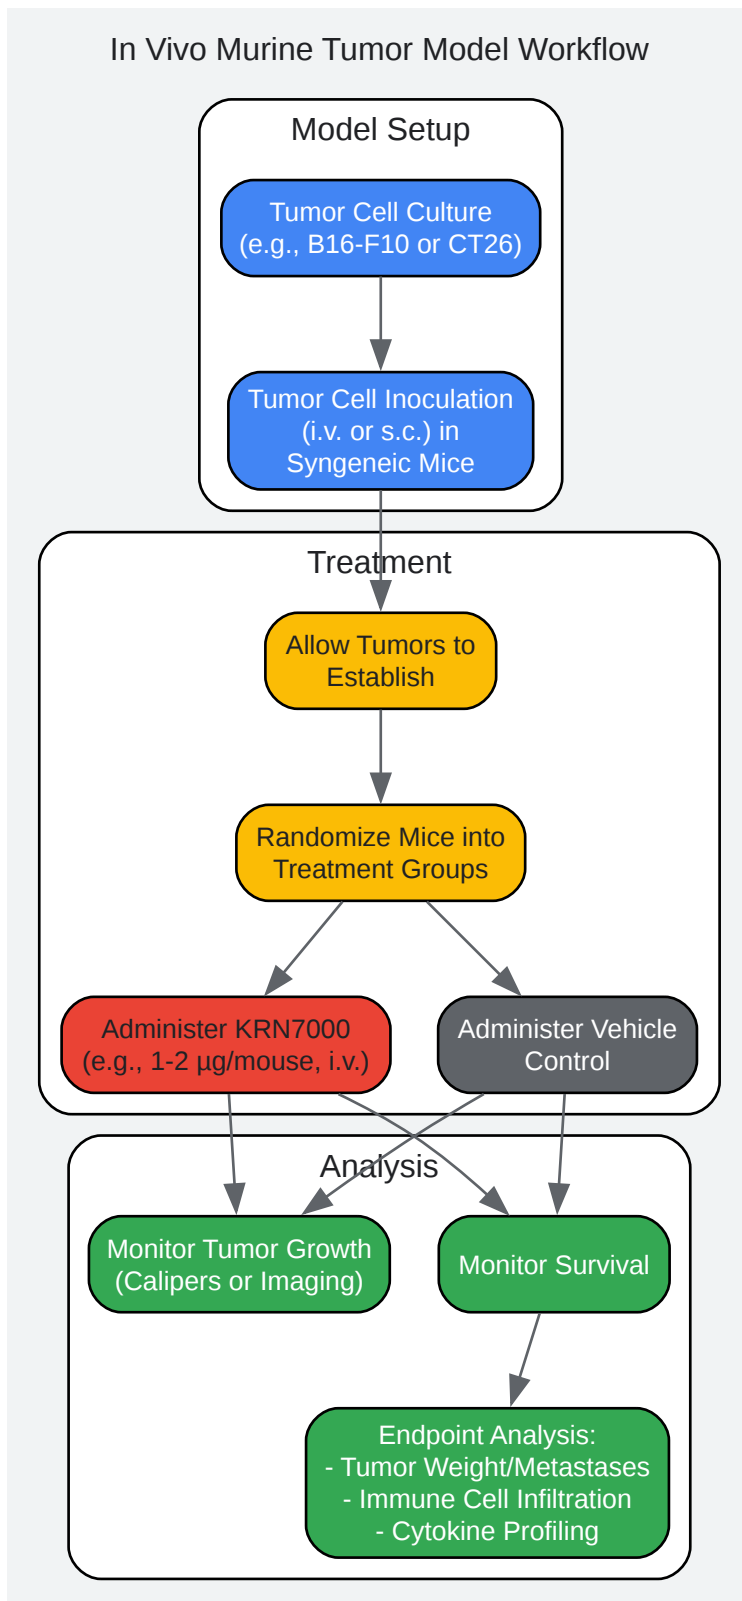 In Vivo Murine Tumor Model Workflow
Model Setup
Tumor Cell Culture
(e.g., B16-F10 or CT26)
Tumor Cell Inoculation
(i.v. or s.c.) in
Syngeneic Mice
Treatment
Allow Tumors to
Establish
Randomize Mice into
Treatment Groups
Administer KRN7000
(e.g., 1-2 µg/mouse, i.v.)
Administer Vehicle
Control
Analysis
Monitor Tumor Growth
(Calipers or Imaging)
Monitor Survival
Endpoint Analysis:
- Tumor Weight/Metastases
- Immune Cell Infiltration
- Cytokine Profiling